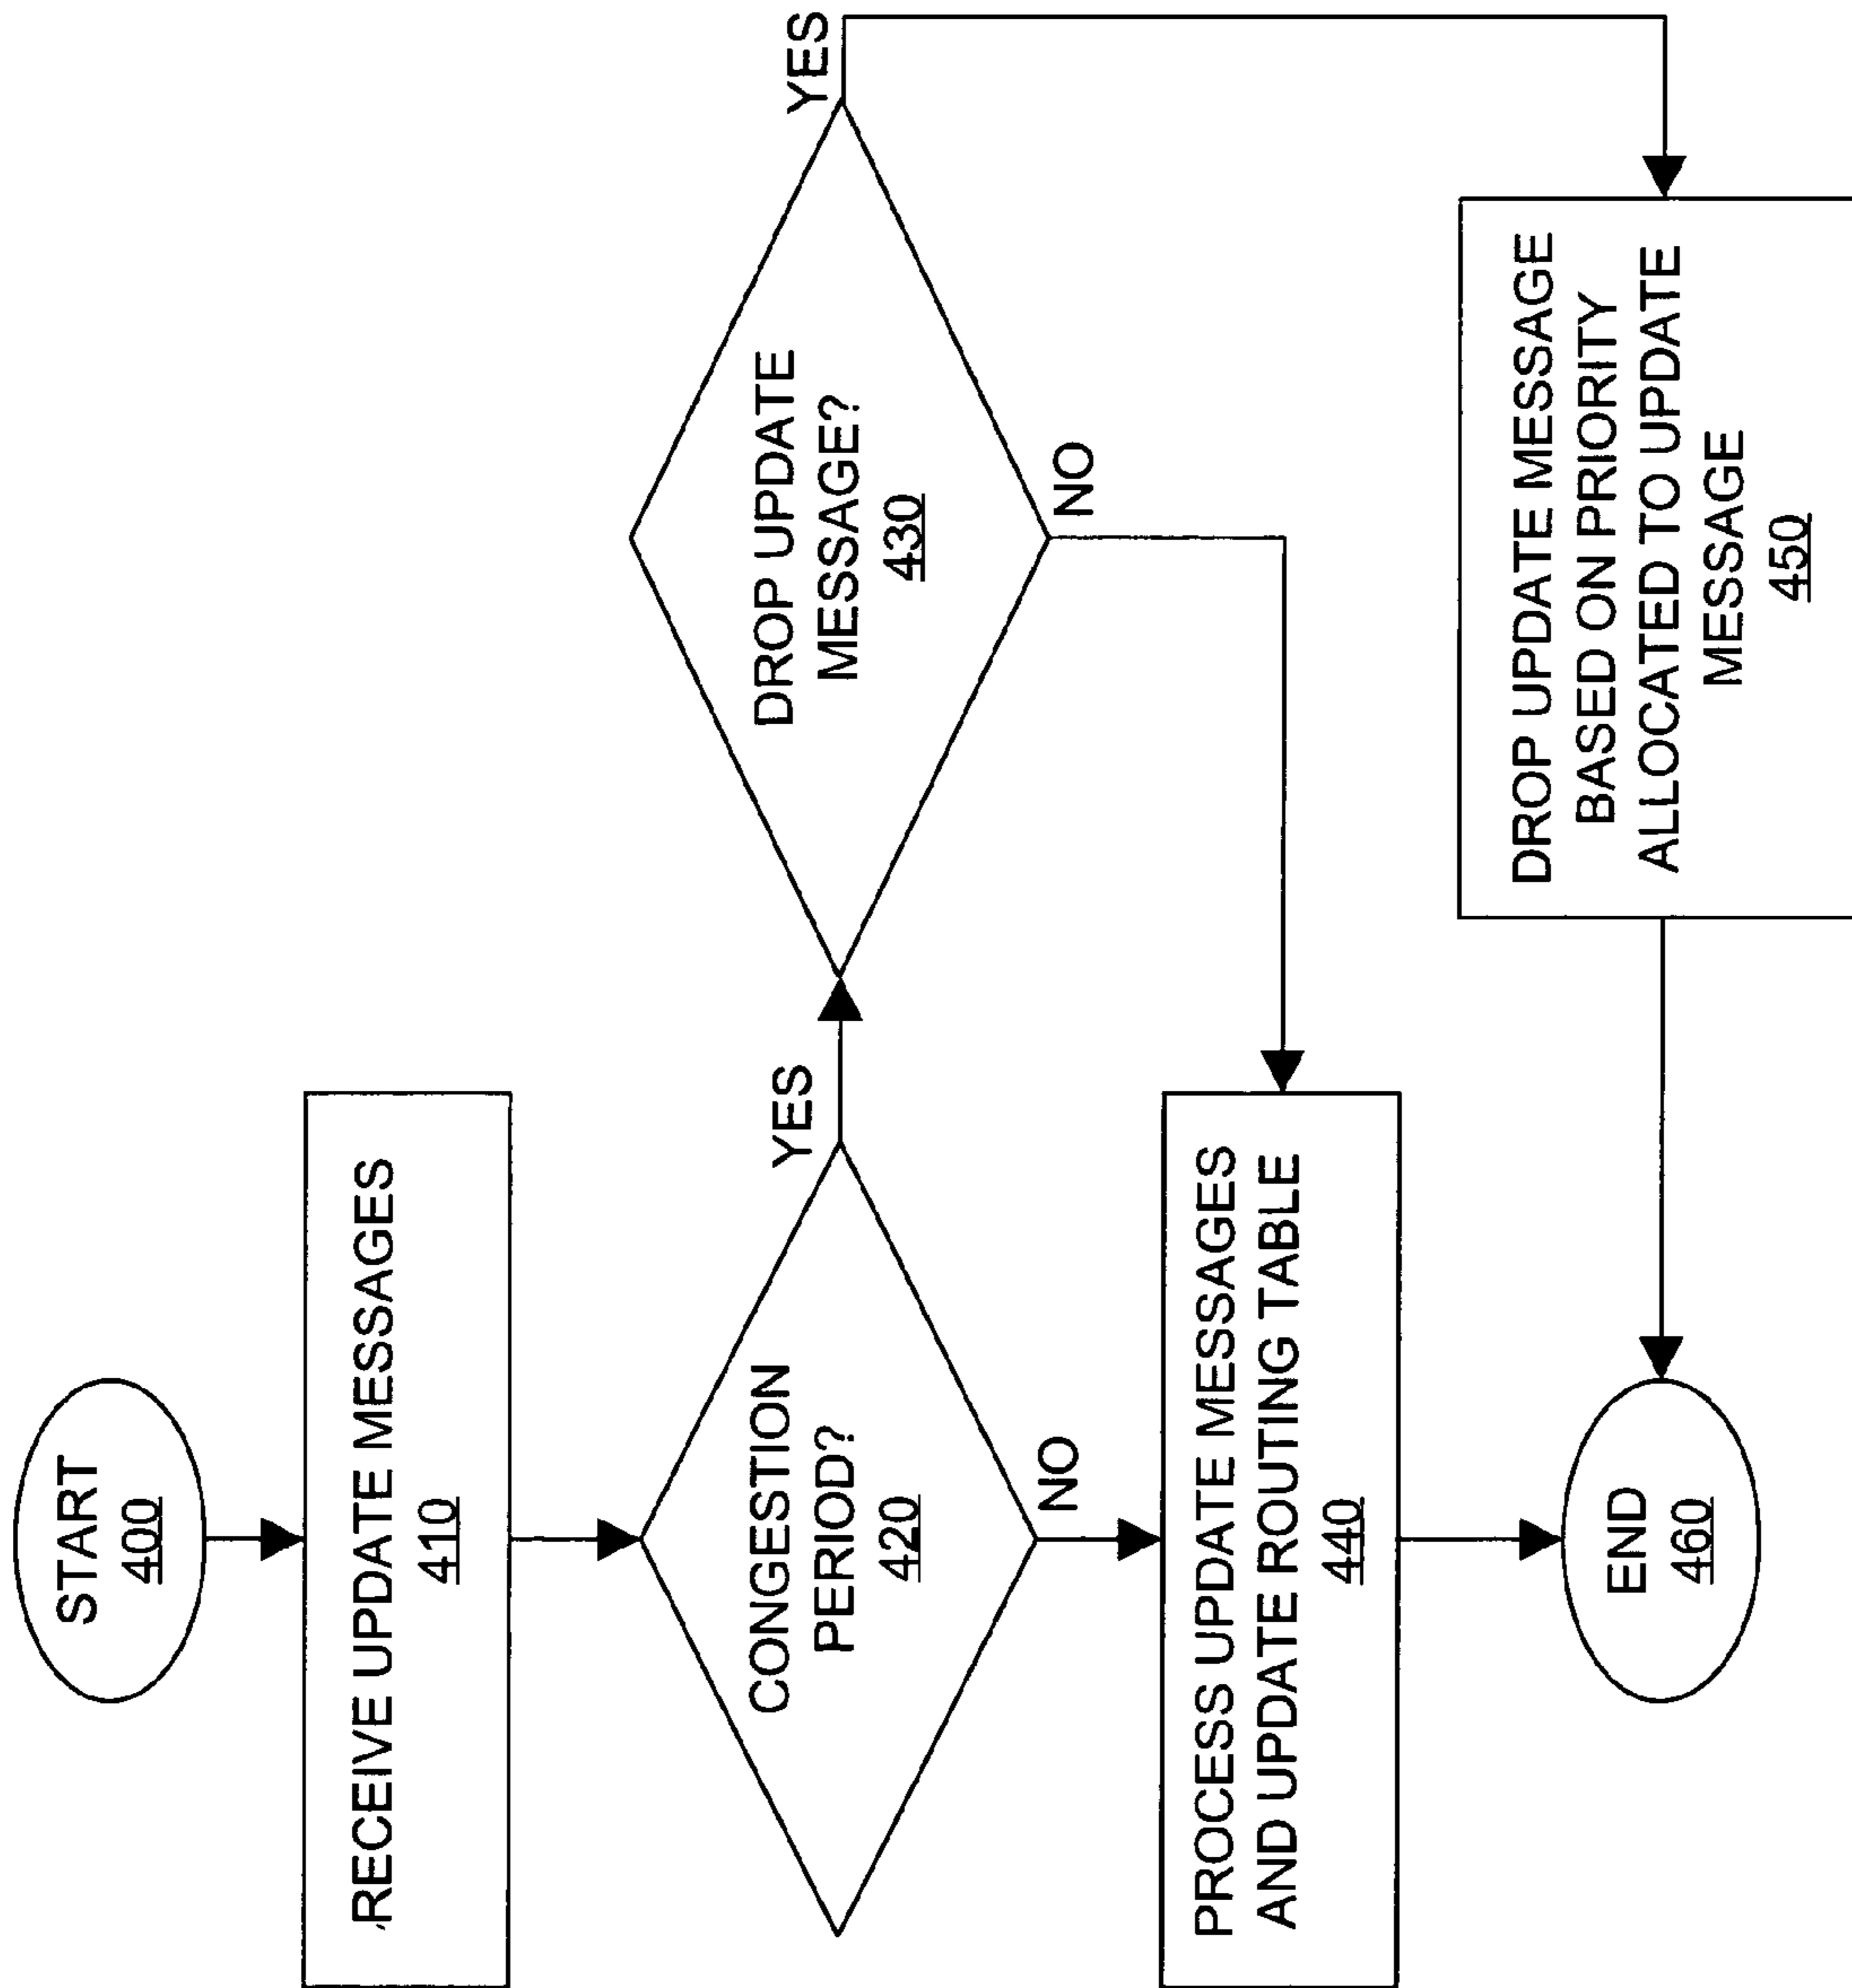 START
400
RECEIVE UPDATE MESSAGES
410
CONGESTION
PERIOD?
420
YES
NO
DROP UPDATE
MESSAGE?
430
YES
NO
PROCESS UPDATE MESSAGES
AND UPDATE ROUTING TABLE
440
DROP UPDATE MESSAGE
BASED ON PRIORITY
ALLOCATED TO UPDATE
MESSAGE
450
END
460